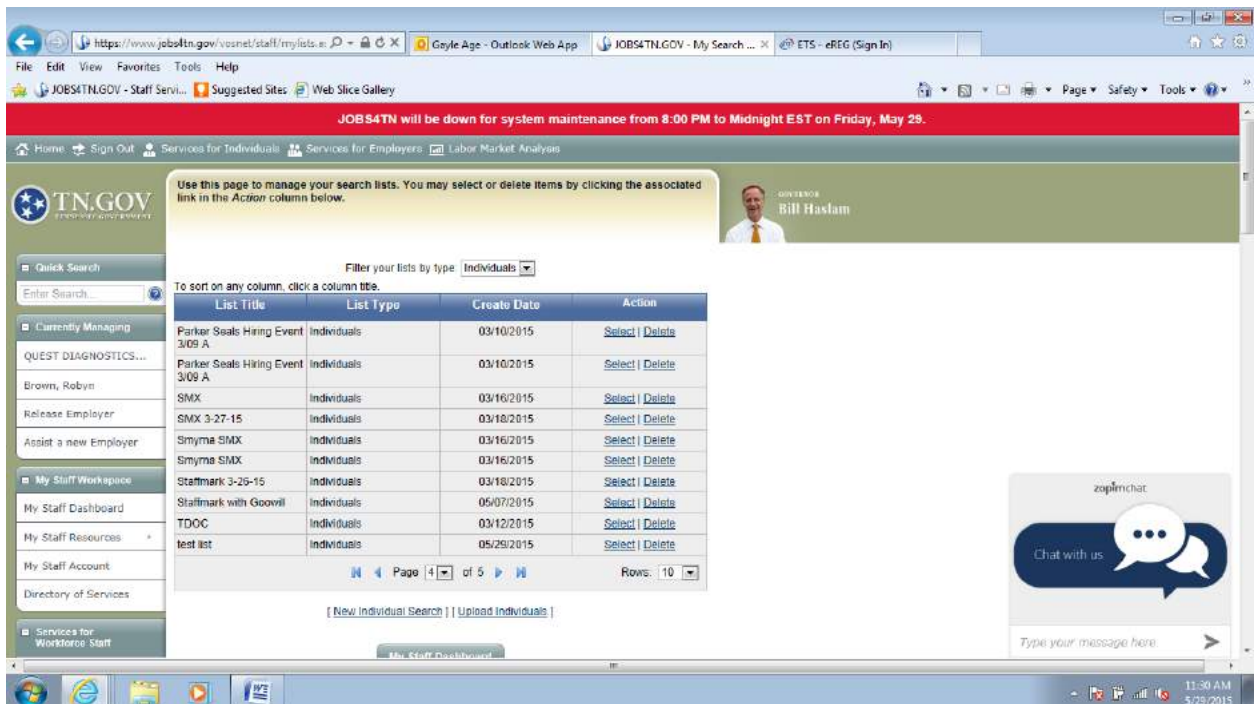 https://www.jobs4tn.gov/vosnet/staff/mylists.a
Gayle Age - Outlook Web App
JOBS4TN.GOV - My Search ...
ETS - eREG (Sign In)
File Edit View Favorites Tools Help
JOBS4TN.GOV - Staff Servi...
Suggested Sites
Web Slice Gallery
Page
Safety
Tools
JOBS4TN will be down for system maintenance from 8:00 PM to Midnight EST on Friday, May 29.
Home Sign Out Services for Individuals Services for Employers Labor Market Analysis
TN.GOV
Use this page to manage your search lists. You may select or delete items by clicking the associated
link in the Action column below.
GOVERNOR
Bill Haslam
Quick Search
Enter Search...
Currently Managing
QUEST DIAGNOSTICS...
Brown, Robyn
Release Employer
Assist a new Employer
My Staff Workspace
My Staff Dashboard
My Staff Resources
My Staff Account
Directory of Services
Services for
Workforce Staff
Filter your lists by type: Individuals
To sort on any column, click a column title.
List Title List Type Create Date Action
Parker Seals Hiring Event Individuals 03/10/2015 Select | Delete
3/09 A
Parker Seals Hiring Event Individuals 03/10/2015 Select | Delete
3/09 A
SMX Individuals 03/16/2015 Select | Delete
SMX 3-27-15 Individuals 03/18/2015 Select | Delete
Smyrna SMX Individuals 03/16/2015 Select | Delete
Smyrna SMX Individuals 03/16/2015 Select | Delete
Staffmark 3-26-15 Individuals 03/18/2015 Select | Delete
Staffmark with Goowill Individuals 05/07/2015 Select | Delete
TDOC Individuals 03/12/2015 Select | Delete
test list Individuals 05/29/2015 Select | Delete
Page 4 of 5 Rows: 10
[ New Individual Search ] [ Upload Individuals ]
My Staff Dashboard
zopimchat
Chat with us
Type your message here
11:30 AM
5/29/2015